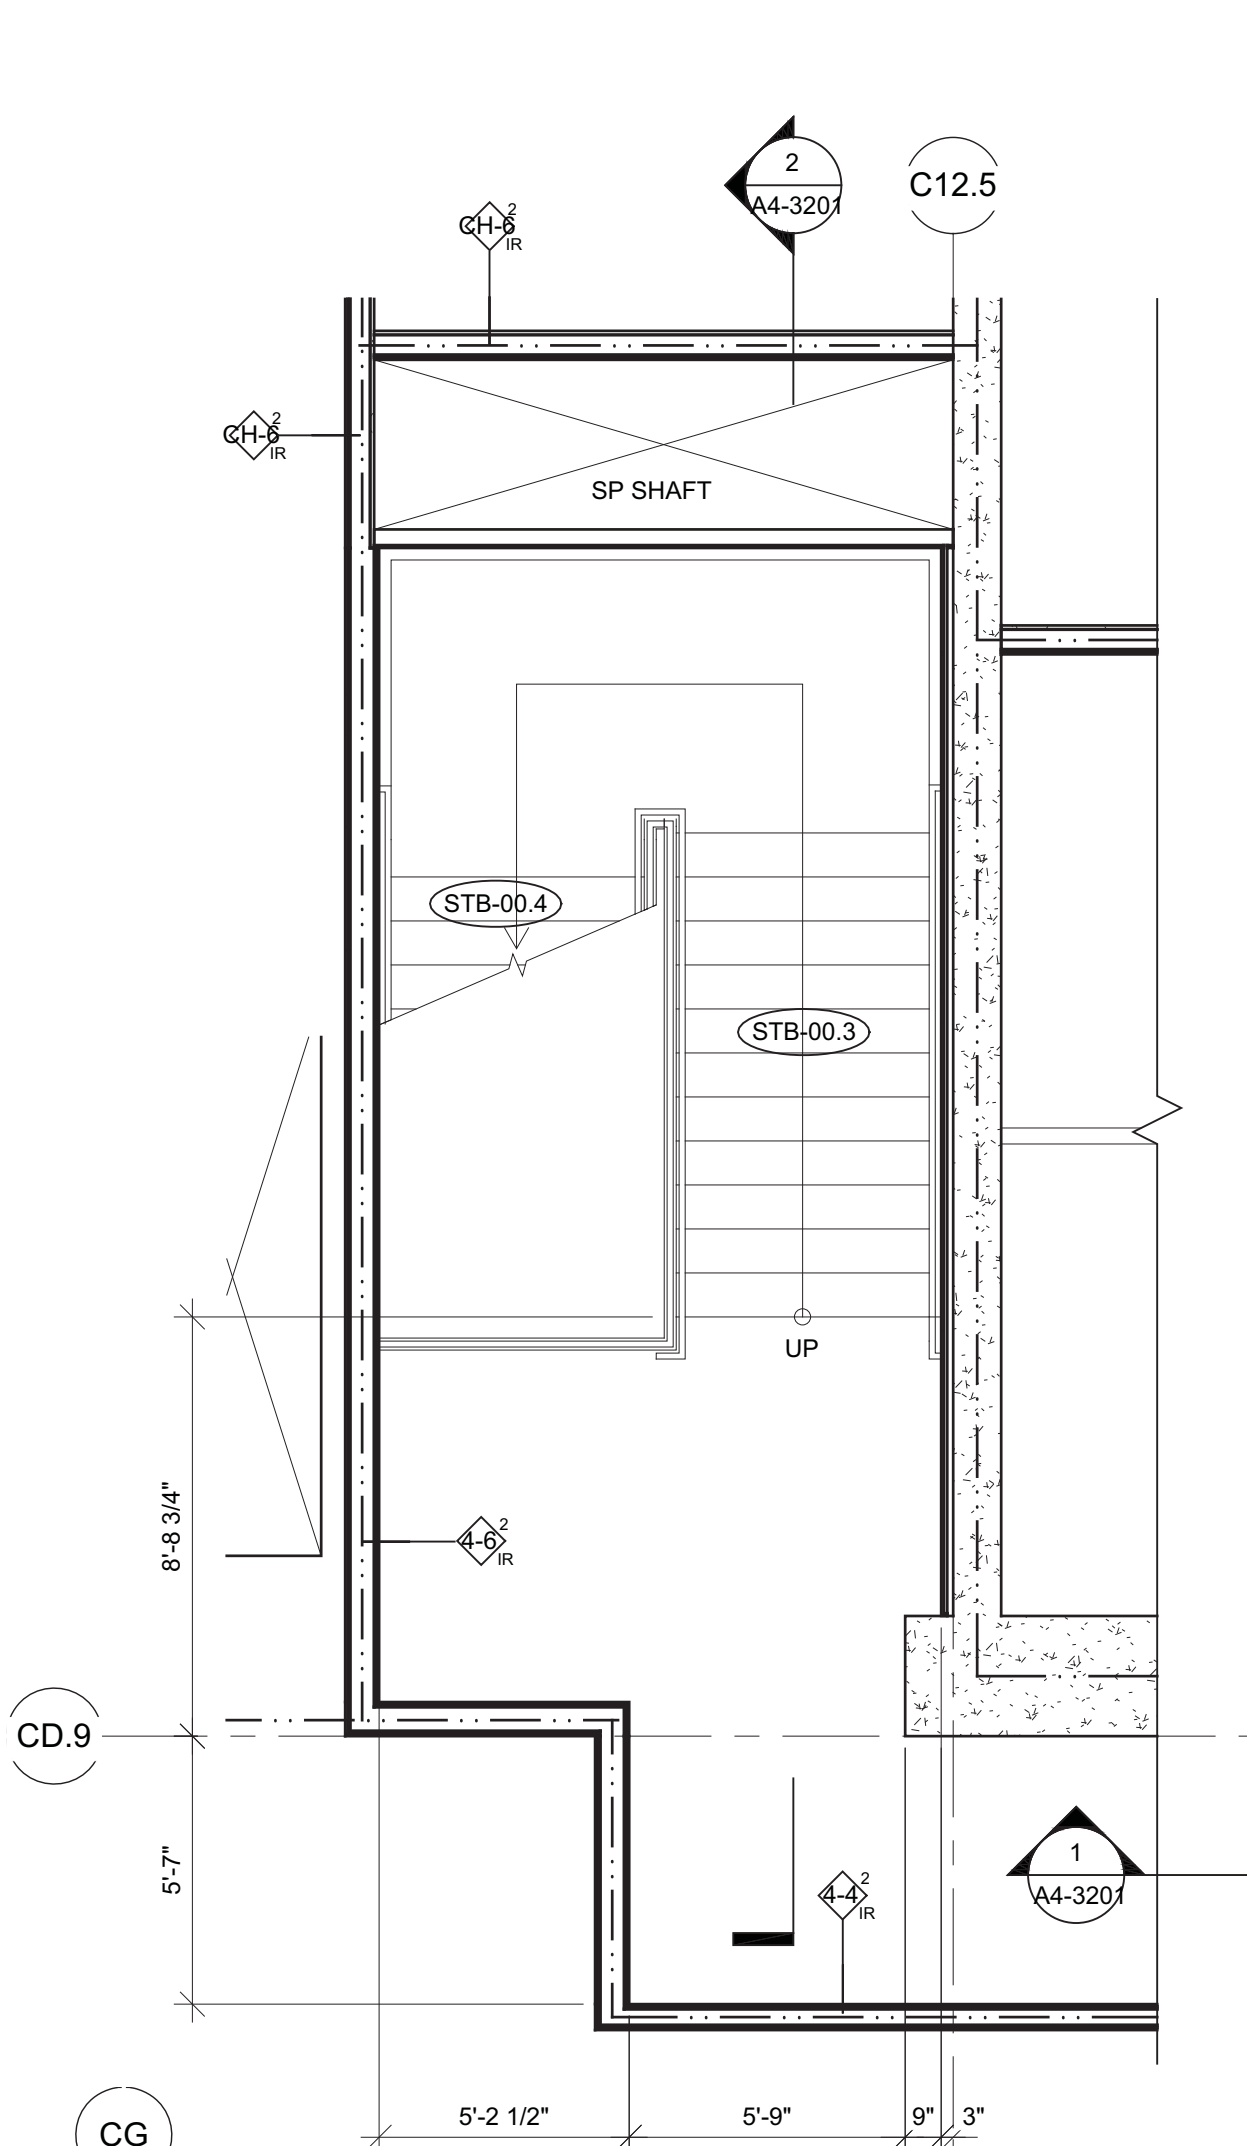 2
A4-3201
C12.5
CH-6
2
IR
CH-6
2
IR
SP SHAFT
STB-00.4
STB-00.3
UP
8'-8 3/4"
4-6
2
IR
CD.9
5'-7"
4-4
2
IR
1
A4-3201
5'-2 1/2"
5'-9"
9"
3"
CG